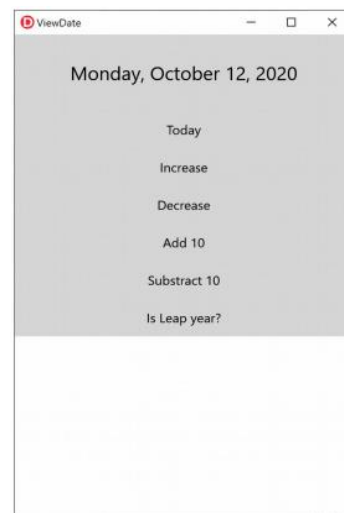 ViewDate
Monday, October 12, 2020
Today
Increase
Decrease
Add 10
Substract 10
Is Leap year?